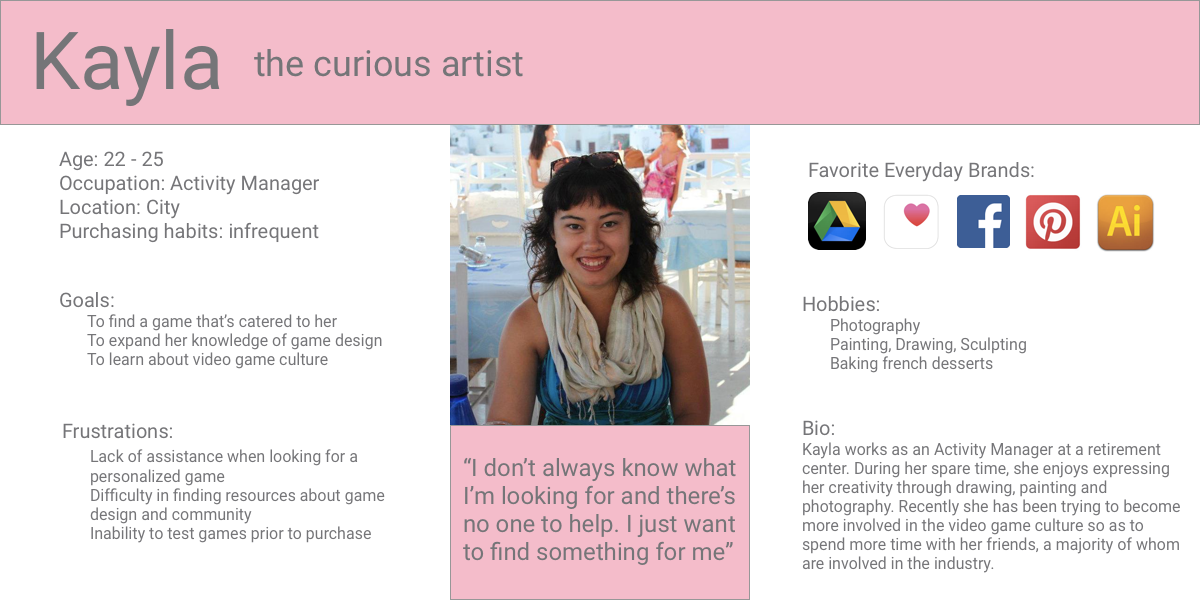 Kayla the curious artist
Age: 22 - 25
Occupation: Activity Manager
Location: City
Purchasing habits: infrequent
Goals:
To find a game that’s catered to her
To expand her knowledge of game design
To learn about video game culture
Frustrations:
Lack of assistance when looking for a
personalized game
Difficulty in finding resources about game
design and community
Inability to test games prior to purchase
“I don’t always know what
I’m looking for and there’s
no one to help. I just want
to find something for me”
Favorite Everyday Brands:
Ai
Hobbies:
Photography
Painting, Drawing, Sculpting
Baking french desserts
Bio:
Kayla works as an Activity Manager at a retirement
center. During her spare time, she enjoys expressing
her creativity through drawing, painting and
photography. Recently she has been trying to become
more involved in the video game culture so as to
spend more time with her friends, a majority of whom
are involved in the industry.